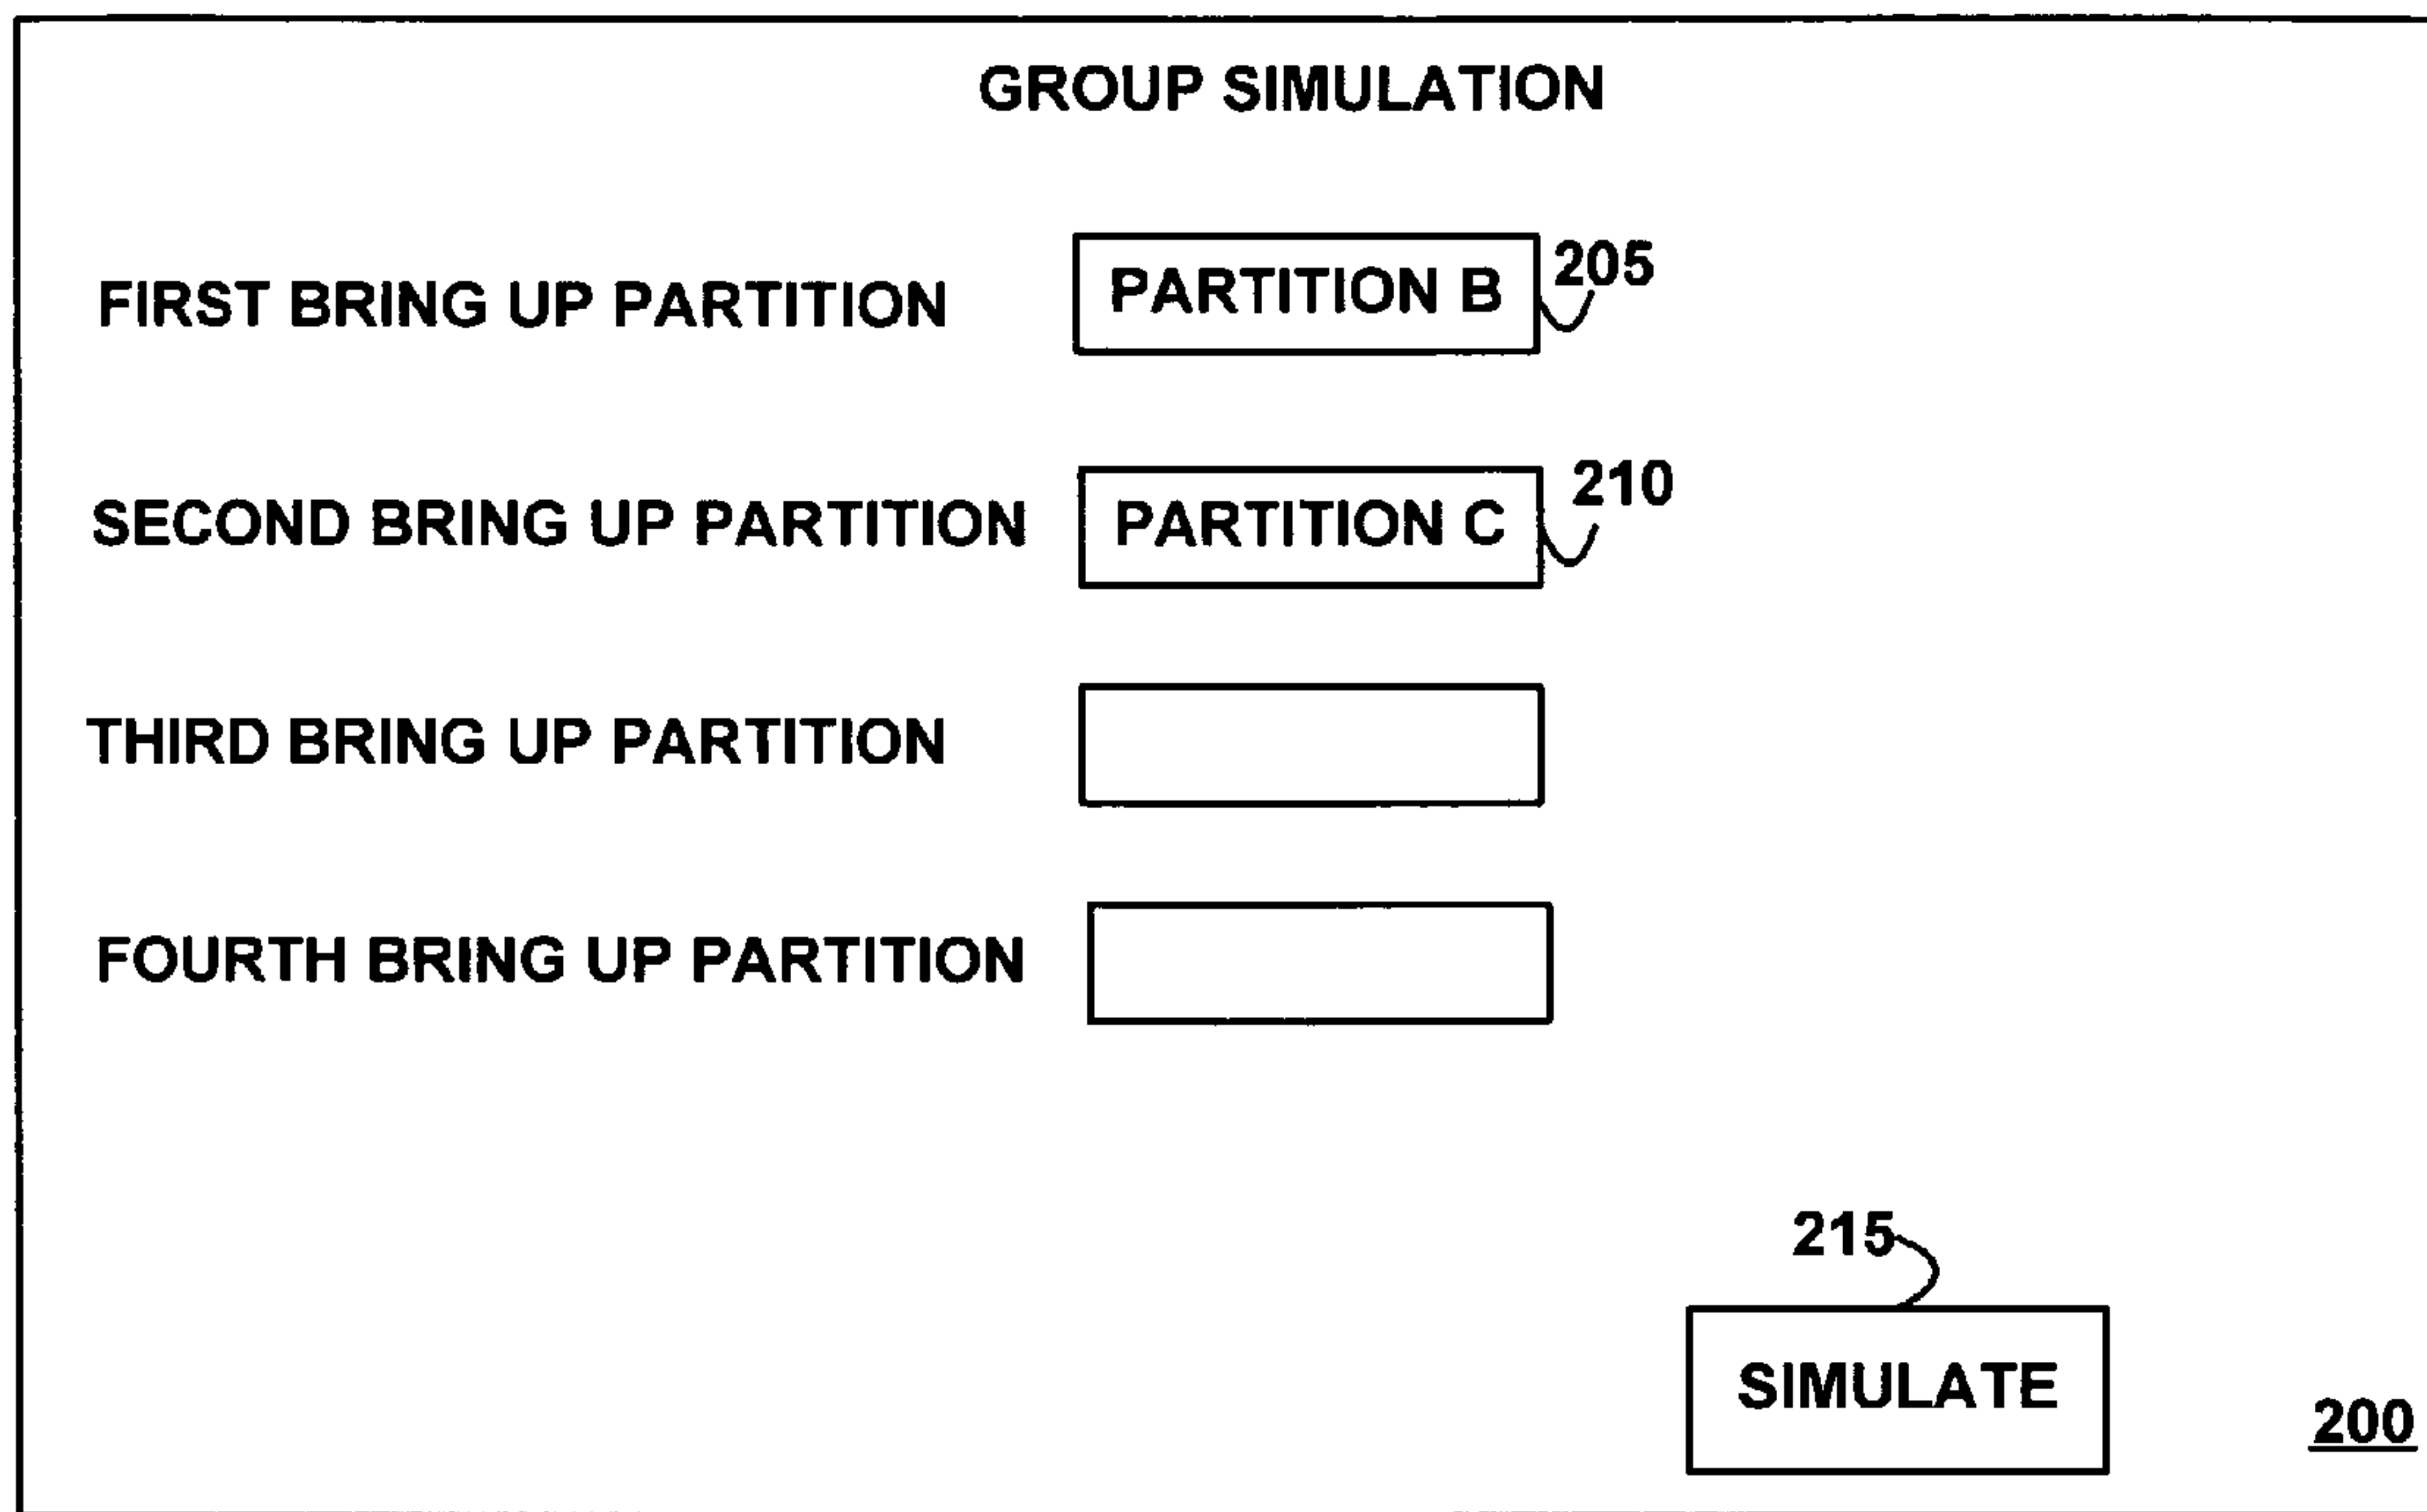 GROUP SIMULATION
FIRST BRING UP PARTITION PARTITION B 205
SECOND BRING UP PARTITION PARTITION C 210
THIRD BRING UP PARTITION
FOURTH BRING UP PARTITION
215
SIMULATE
200